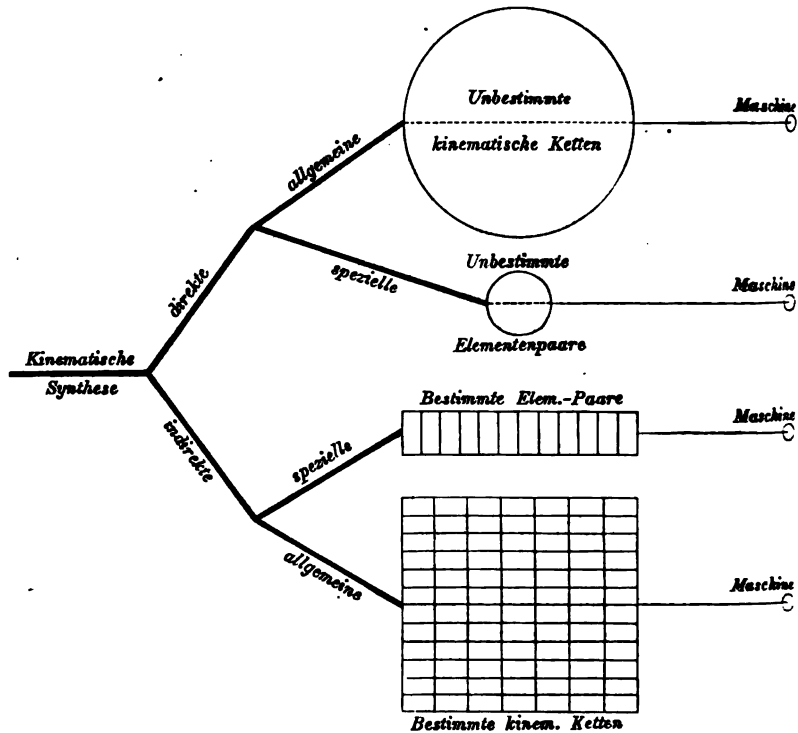 Unbestimmte
Maschine
kinematische Ketten
allgemeine
direkte
spezielle
Unbestimmte
Maschine
Elementenpaare
Kinematische
Synthese
Bestimmte Elem.-Paare
Maschine
indirekte
spezielle
allgemeine
Maschine
Bestimmte kinem. Ketten